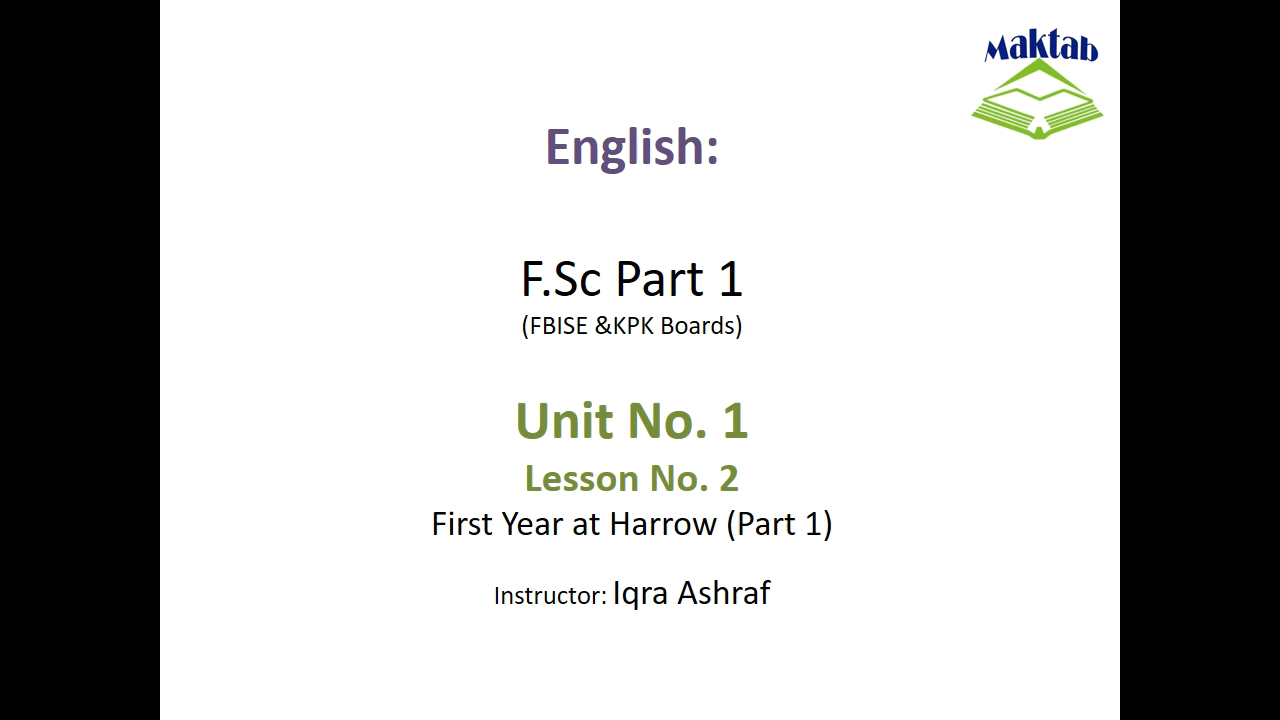 Maktab
English:
F.Sc Part 1
(FBISE &KPK Boards)
Unit No. 1
Lesson No. 2
First Year at Harrow (Part 1)
Instructor: Iqra Ashraf